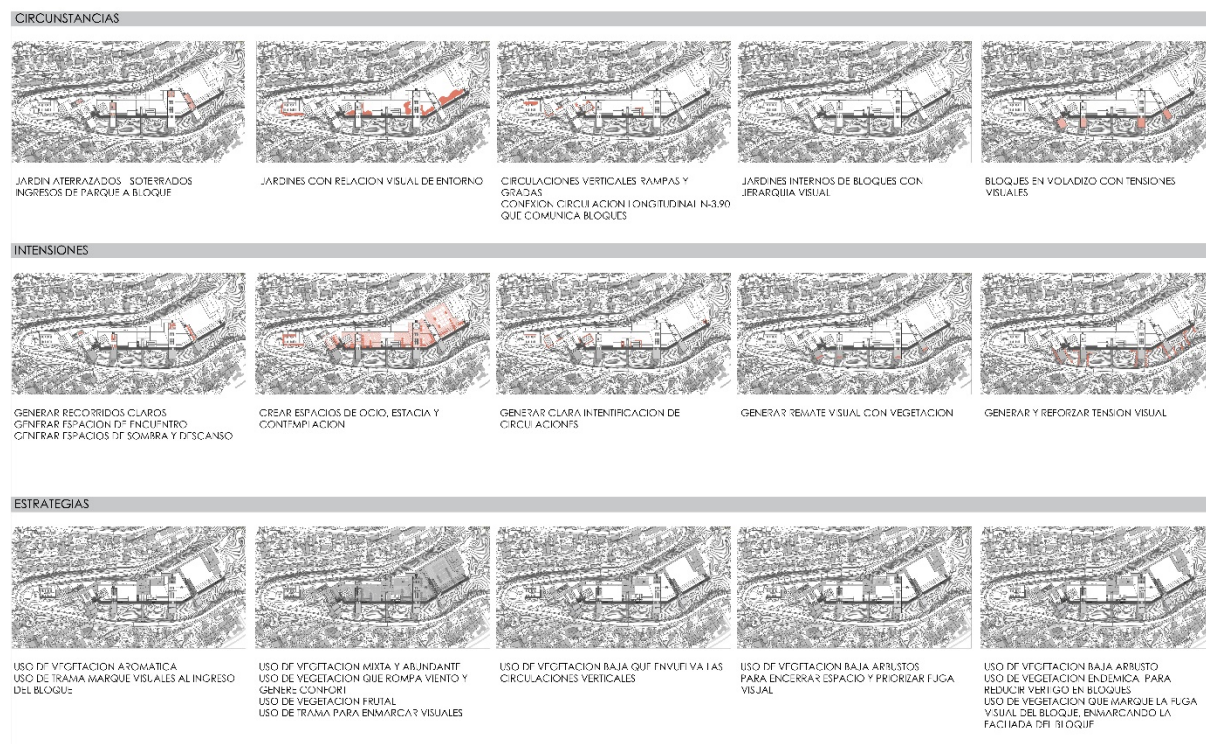 CIRCUNSTANCIAS
JARDIN ATERRAZADOS SOTERRADOS
INGRESOS DE PARQUE A BLOQUE
JARDINES CON RELACION VISUAL DE ENTORNO
CIRCULACIONES VERTICALES RAMPAS Y
GRADAS
CONEXION CIRCULACION LONGITUDINAL N-3.90
QUE COMUNICA BLOQUES
JARDINES INTERNOS DE BLOQUES CON
JERARQUIA VISUAL
BLOQUES EN VOLADIZO CON TENSIONES
VISUALES
INTENSIONES
GENERAR RECORRIDOS CLAROS
GENERAR ESPACION DE ENCUENTRO
GENERAR ESPACIOS DE SOMBRA Y DESCANSO
CREAR ESPACIOS DE OCIO, ESTACIA Y
CONTEMPLACION
GENERAR CLARA INTENTIFICACION DE
CIRCULACIONES
GENERAR REMATE VISUAL CON VEGETACION
GENERAR Y REFORZAR TENSION VISUAL
ESTRATEGIAS
USO DE VEGETACION AROMATICA
USO DE TRAMA MARQUE VISUALES AL INGRESO
DEL BLOQUE
USO DE VEGETACION MIXTA Y ABUNDANTE
USO DE VEGETACION QUE ROMPA VIENTO Y
GENERE CONFORT
USO DE VEGETACION FRUTAL
USO DE TRAMA PARA ENMARCAR VISUALES
USO DE VEGETACION BAJA QUE ENVUELVA LAS
CIRCULACIONES VERTICALES
USO DE VEGETACION BAJA ARBUSTOS
PARA ENCERRAR ESPACIO Y PRIORIZAR FUGA
VISUAL
USO DE VEGETACION BAJA ARBUSTO
USO DE VEGETACION ENDEMICA PARA
REDUCIR VERTIGO EN BLOQUES
USO DE VEGETACION QUE MARQUE LA FUGA
VISUAL DEL BLOQUE, ENMARCANDO LA
FACHADA DEL BLOQUE